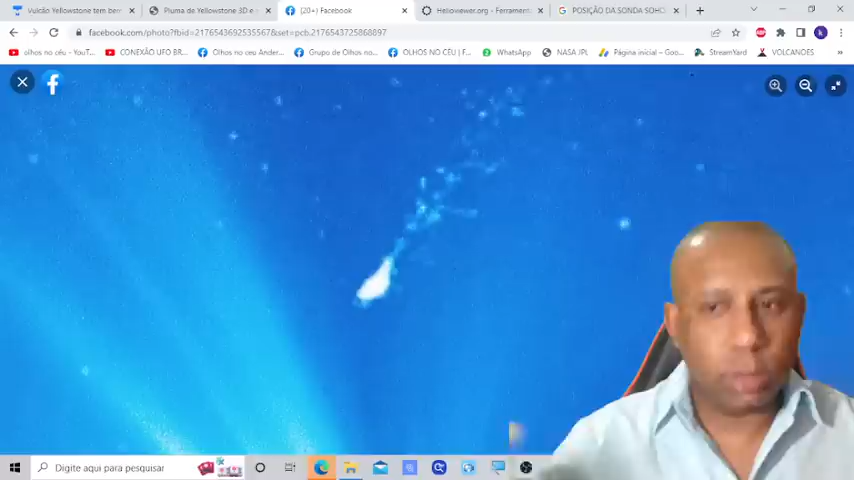 Vulcão Yellowstone tem bem
Pluma de Yellowstone 3D e
(20+) Facebook
Helioviewer.org - Ferrament
POSIÇÃO DA SONDA SOHO
facebook.com/photo?fbid=2176543692535567&set=pcb.2176543725868897
olhos no céu - YouT...
CONEXÃO UFO BR...
Olhos no ceu Ander...
Grupo de Olhos no...
OLHOS NO CÉU | F...
WhatsApp
NASA JPL
Página inicial – Goo...
StreamYard
VOLCANOES
Digite aqui para pesquisar